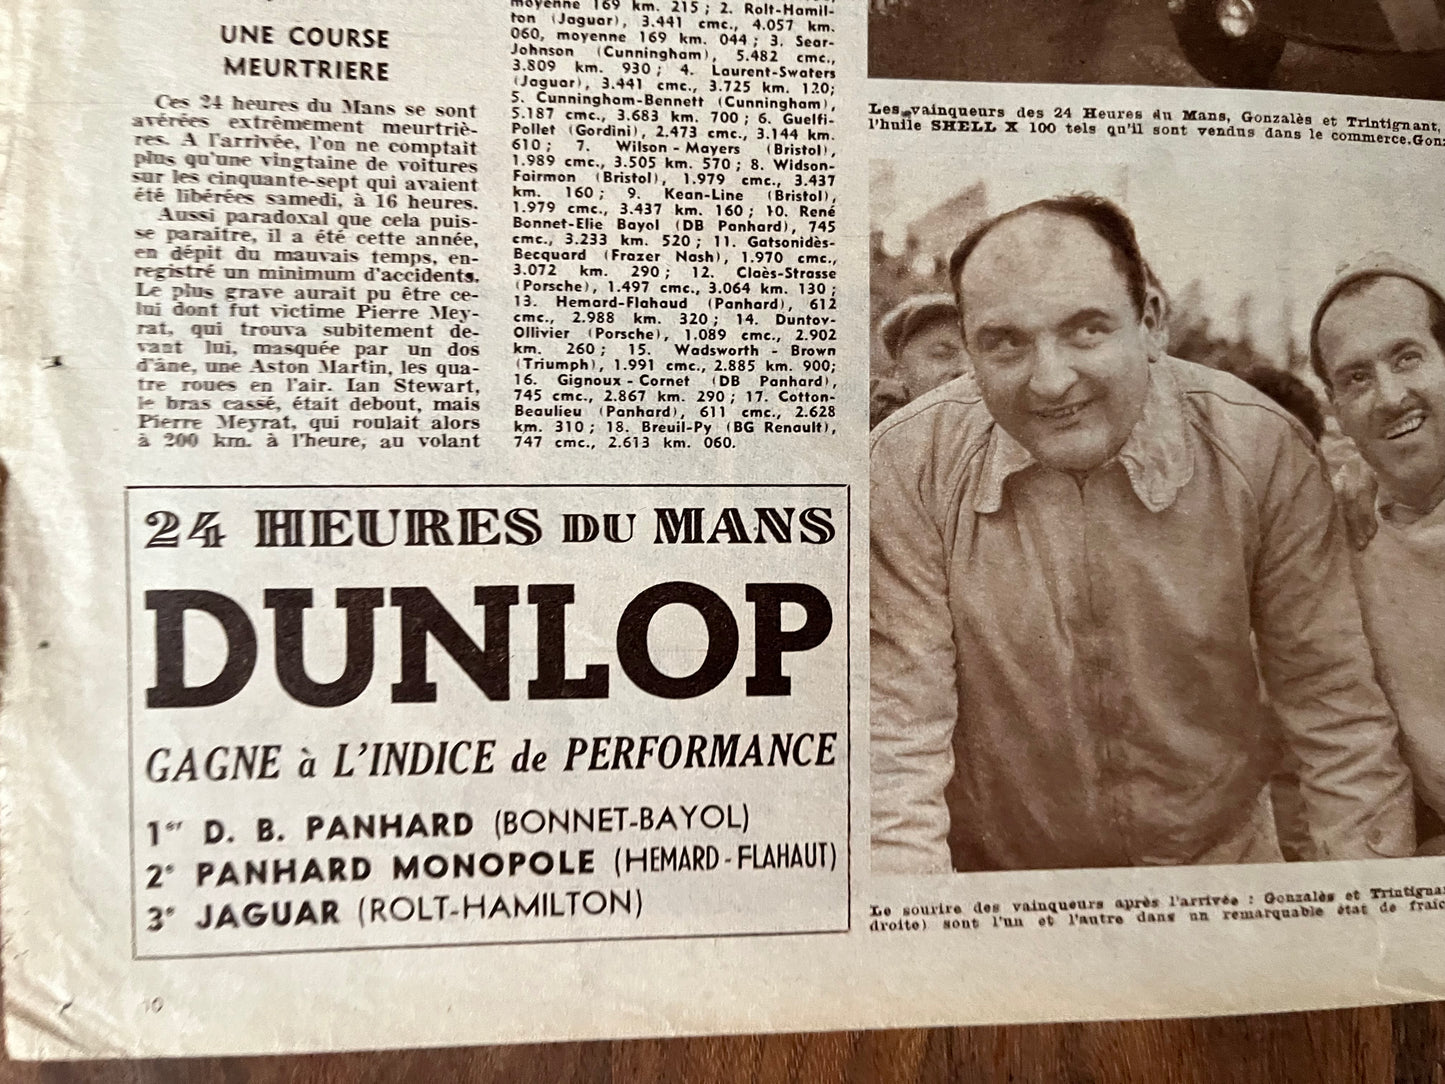 UNE COURSE
MEURTRIERE
Ces 24 heures du Mans se sont
avérées extrêmement meurtriè-
res. A l'arrivée, l'on ne comptait
plus qu'une vingtaine de voitures
sur les cinquante-sept qui avaient
été libérées samedi, à 16 heures.
Aussi paradoxal que cela puis-
se paraître, il a été cette année,
en dépit du mauvais temps, en-
registré un minimum d'accidents.
Le plus grave aurait pu être ce-
lui dont fut victime Pierre Mey-
rat, qui trouva subitement de-
vant lui, masquée par un dos
d'âne, une Aston Martin, les qua-
tre roues en l'air. Ian Stewart,
le bras cassé, était debout, mais
Pierre Meyrat, qui roulait alors
à 200 km. à l'heure, au volant
moyenne 169 km. 215 ; 2. Rolt-Hamil-
ton (Jaguar), 3.441 cmc., 4.057 km.
060, moyenne 169 km. 044 ; 3. Sear-
Johnson (Cunningham), 5.482 cmc.,
3.809 km. 930 ; 4. Laurent-Swaters
(Jaguar), 3.441 cmc., 3.725 km. 120;
5. Cunningham-Bennett (Cunningham),
5.187 cmc., 3.683 km. 700 ; 6. Guelfi-
Pollet (Gordini), 2.473 cmc., 3.144 km.
610 ; 7. Wilson - Mayers (Bristol),
1.989 cmc., 3.505 km. 570 ; 8. Widson-
Fairmon (Bristol), 1.979 cmc., 3.437
km. 160 ; 9. Kean-Line (Bristol),
1.979 cmc., 3.437 km. 160 ; 10. René
Bonnet-Elie Bayol (DB Panhard), 745
cmc., 3.233 km. 520 ; 11. Gatsonidès-
Becquard (Frazer Nash), 1.970 cmc.,
3.072 km. 290 ; 12. Claès-Strasse
(Porsche), 1.497 cmc., 3.064 km. 130 ;
13. Hemard-Flahaud (Panhard), 612
cmc., 2.988 km. 320 ; 14. Duntov-
Ollivier (Porsche), 1.089 cmc., 2.902
km. 260 ; 15. Wadsworth - Brown
(Triumph), 1.991 cmc., 2.885 km. 900;
16. Gignoux - Cornet (DB Panhard),
745 cmc., 2.867 km. 290 ; 17. Cotton-
Beaulieu (Panhard), 611 cmc., 2.628
km. 310 ; 18. Breuil-Py (BG Renault),
747 cmc., 2.613 km. 060.
24 HEURES DU MANS
DUNLOP
GAGNE à L'INDICE de PERFORMANCE
1er D. B. PANHARD (BONNET-BAYOL)
2e PANHARD MONOPOLE (HEMARD - FLAHAUT)
3e JAGUAR (ROLT-HAMILTON)
10
Les vainqueurs des 24 Heures du Mans, Gonzalès et Trintignant,
l'huile SHELL X 100 tels qu'il sont vendus dans le commerce.
Le sourire des vainqueurs après l'arrivée : Gonzalès et
droite) sont l'un et l'autre dans un remarquable état de